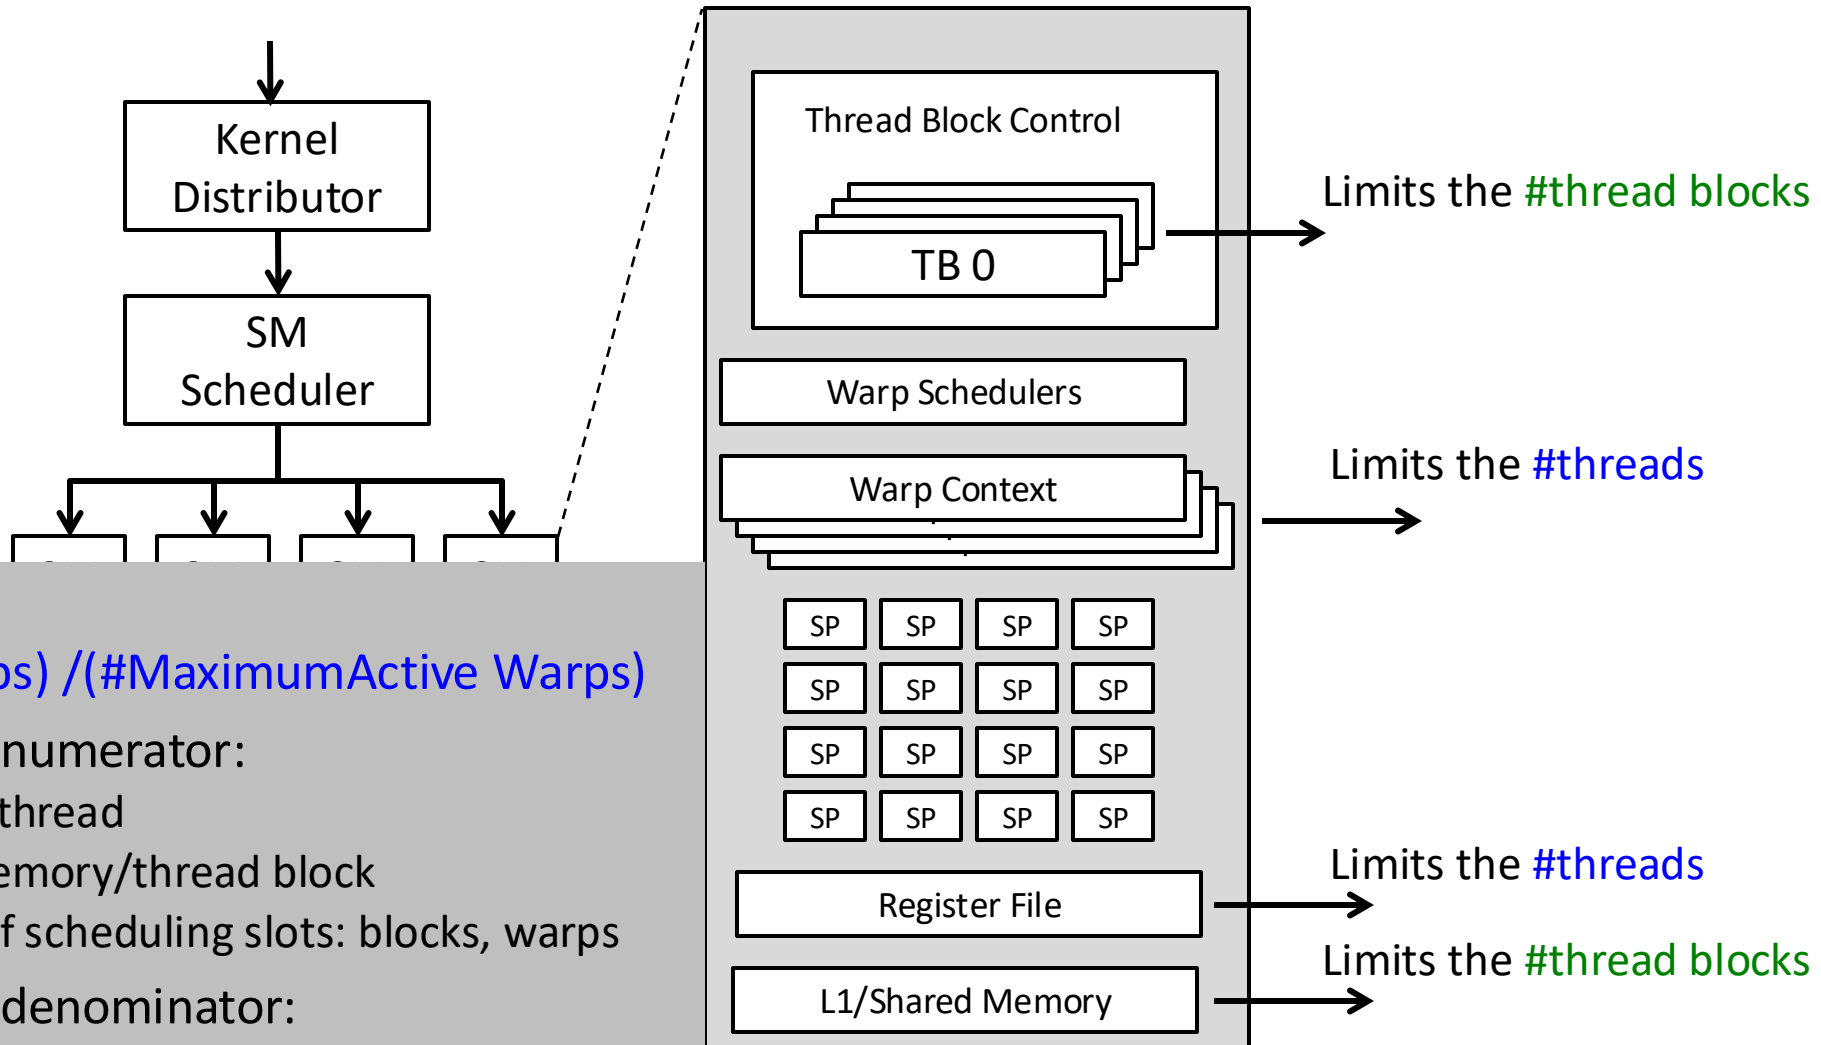 Kernel
Distributor
SM
Scheduler
Thread Block Control
TB 0
Limits the #thread blocks
Warp Schedulers
Warp Context
Limits the #threads
SP SP SP SP
SP SP SP SP
SP SP SP SP
SP SP SP SP
Register File
Limits the #threads
L1/Shared Memory
Limits the #thread blocks
ps) /(#MaximumActive Warps)
numerator:
thread
emory/thread block
f scheduling slots: blocks, warps
denominator: